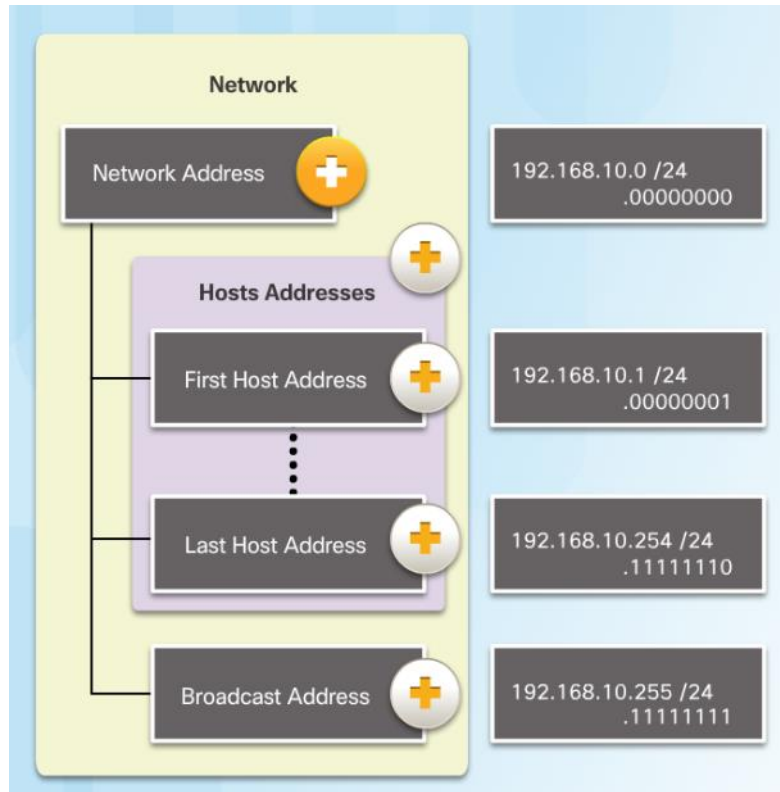 Network
Network Address
192.168.10.0 /24
.00000000
Hosts Addresses
First Host Address
192.168.10.1 /24
.00000001
Last Host Address
192.168.10.254 /24
.11111110
Broadcast Address
192.168.10.255 /24
.11111111